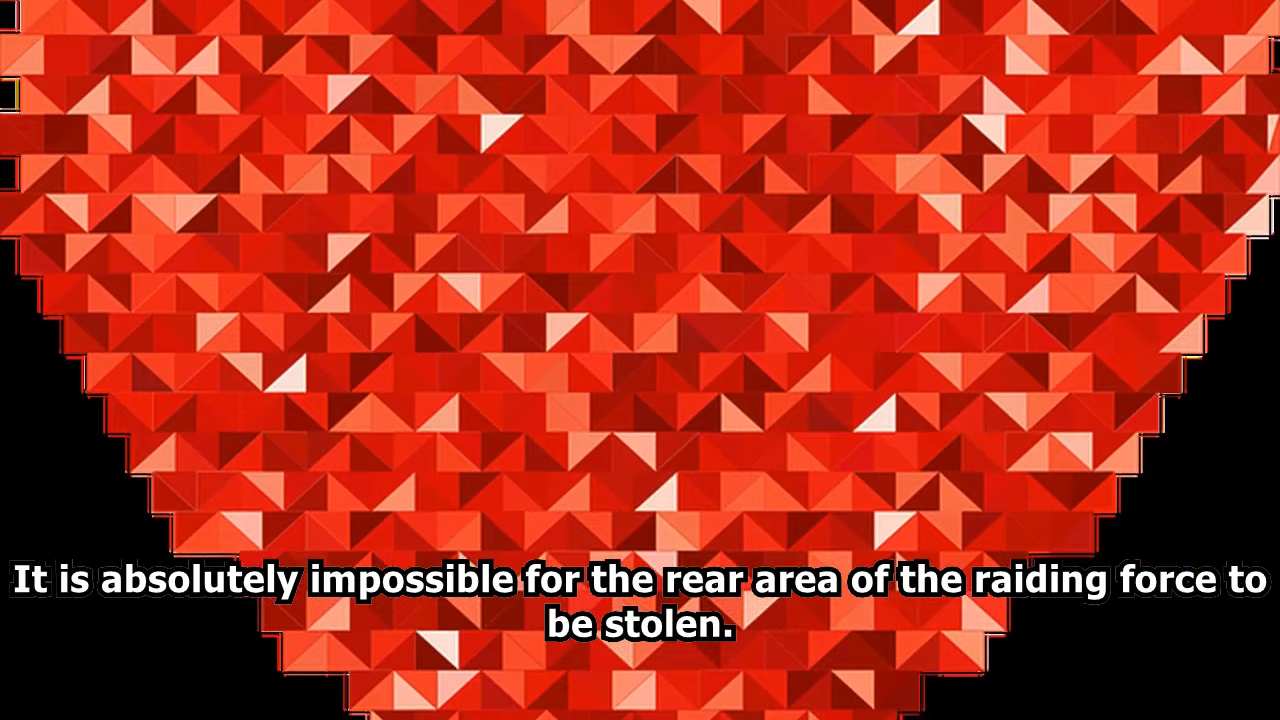 It is absolutely impossible for the rear area of the raiding force to
be stolen.